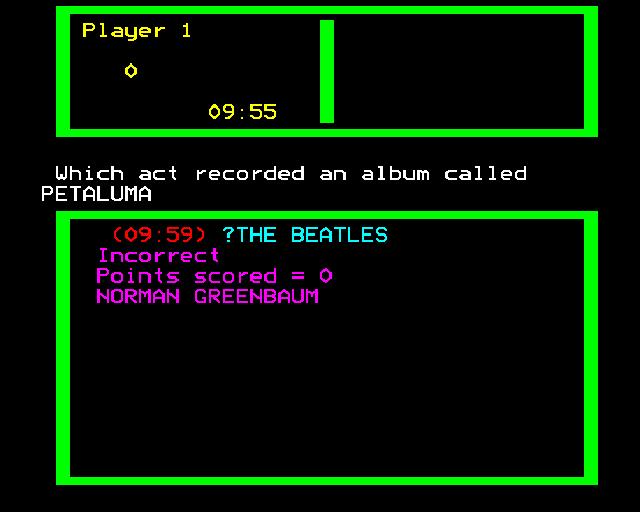 Player 1
0
09:55
Which act recorded an album called
PETALUMA
(09:59) ?THE BEATLES
Incorrect
Points scored = 0
NORMAN GREENBAUM